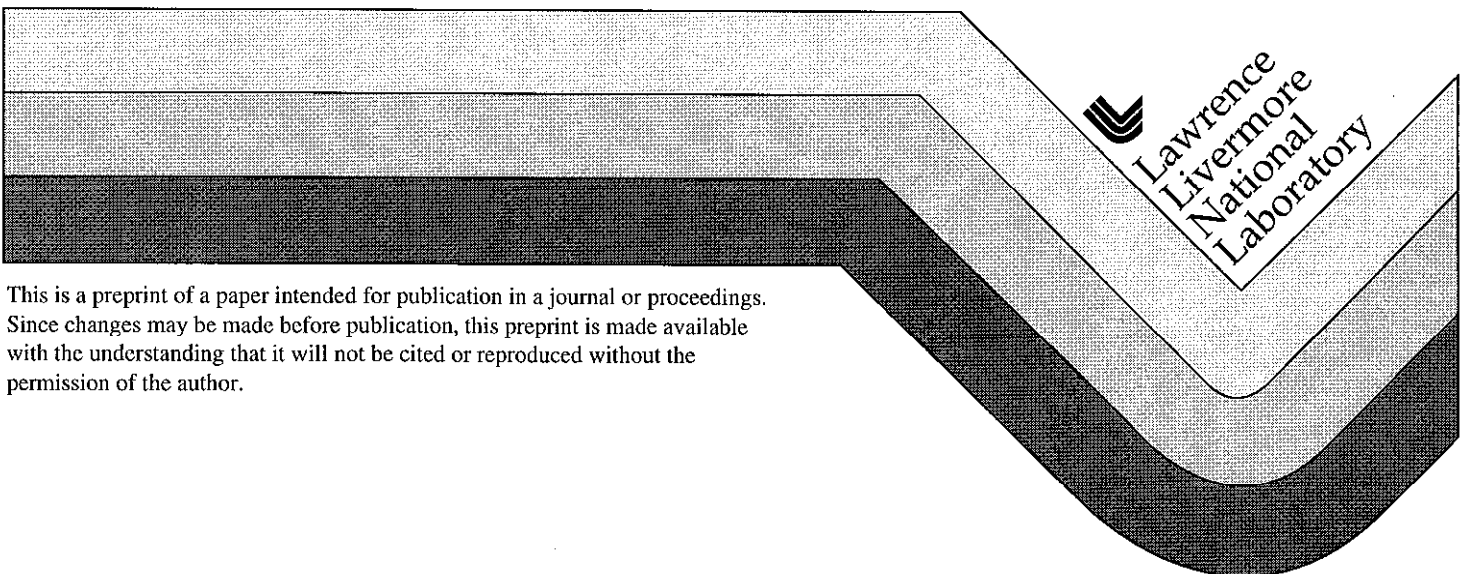 Lawrence
Livermore
National
Laboratory
This is a preprint of a paper intended for publication in a journal or proceedings.
Since changes may be made before publication, this preprint is made available
with the understanding that it will not be cited or reproduced without the
permission of the author.